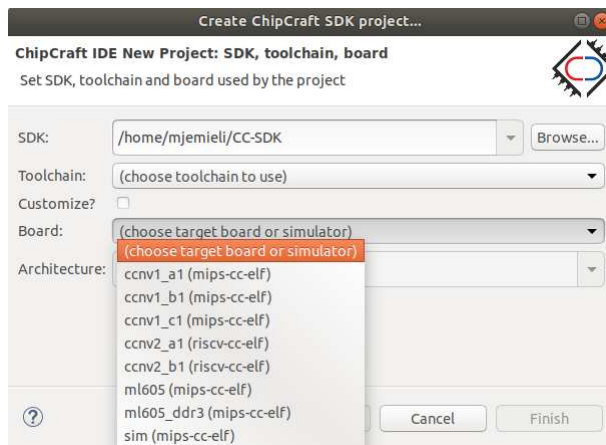 Create ChipCraft SDK project...
ChipCraft IDE New Project: SDK, toolchain, board
Set SDK, toolchain and board used by the project
SDK: /home/mjemieli/CC-SDK Browse...
Toolchain: (choose toolchain to use)
Customize?
Board: (choose target board or simulator)
(choose target board or simulator)
Architecture:
ccnv1_a1 (mips-cc-elf)
ccnv1_b1 (mips-cc-elf)
ccnv1_c1 (mips-cc-elf)
ccnv2_a1 (riscv-cc-elf)
ccnv2_b1 (riscv-cc-elf)
ml605 (mips-cc-elf)
ml605_ddr3 (mips-cc-elf)
sim (mips-cc-elf)
? Cancel Finish